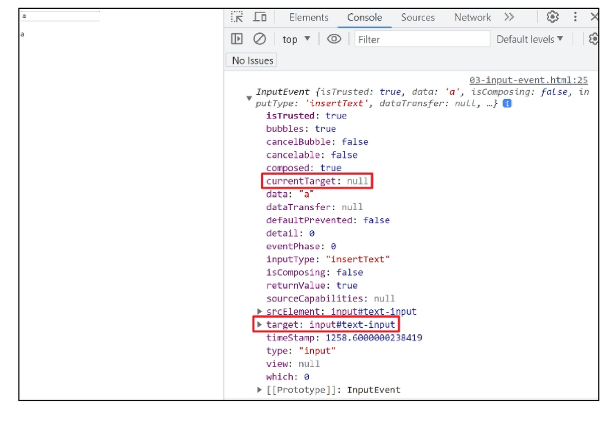 a
a
Elements Console Sources Network
top Filter Default levels
No Issues
03-input-event.html:25
InputEvent {isTrusted: true, data: 'a', isComposing: false, in
putType: 'insertText', dataTransfer: null, …}
isTrusted: true
bubbles: true
cancelBubble: false
cancelable: false
composed: true
currentTarget: null
data: "a"
dataTransfer: null
defaultPrevented: false
detail: 0
eventPhase: 0
inputType: "insertText"
isComposing: false
returnValue: true
sourceCapabilities: null
srcElement: input#text-input
target: input#text-input
timeStamp: 1258.6000000238419
type: "input"
view: null
which: 0
[[Prototype]]: InputEvent